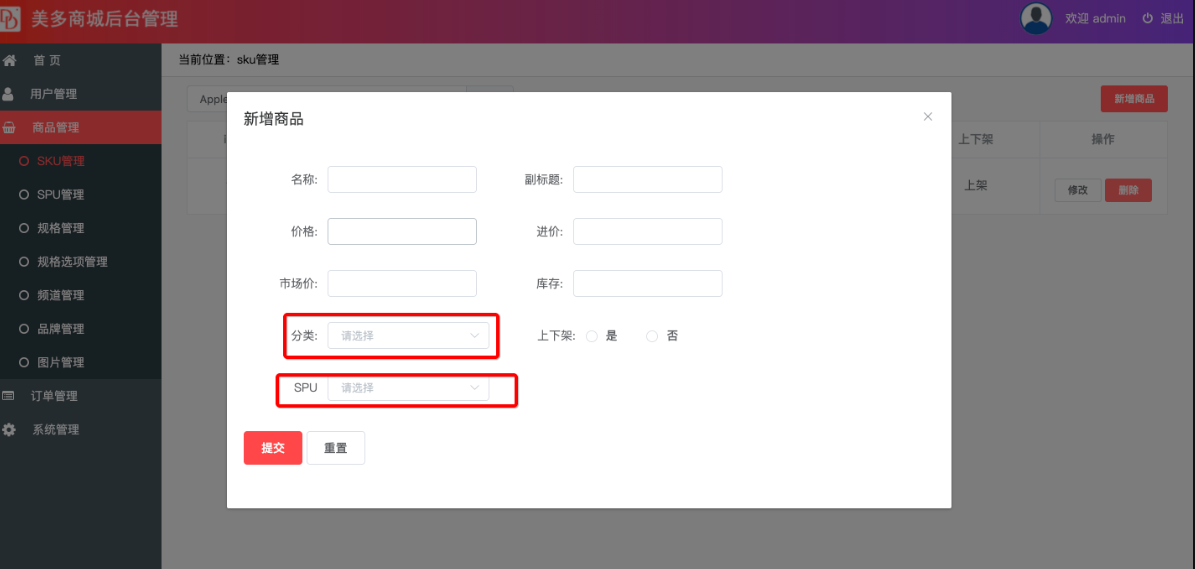 美多商城后台管理
欢迎 admin 退出
首页
当前位置：sku管理
用户管理
Apple
新增商品
商品管理
新增商品
上下架 操作
SKU管理
名称: 副标题:
上架 修改 删除
SPU管理
规格管理
价格: 进价:
规格选项管理
市场价: 库存:
频道管理
品牌管理
分类: 请选择 上下架: 是 否
图片管理
SPU 请选择
订单管理
系统管理
提交 重置